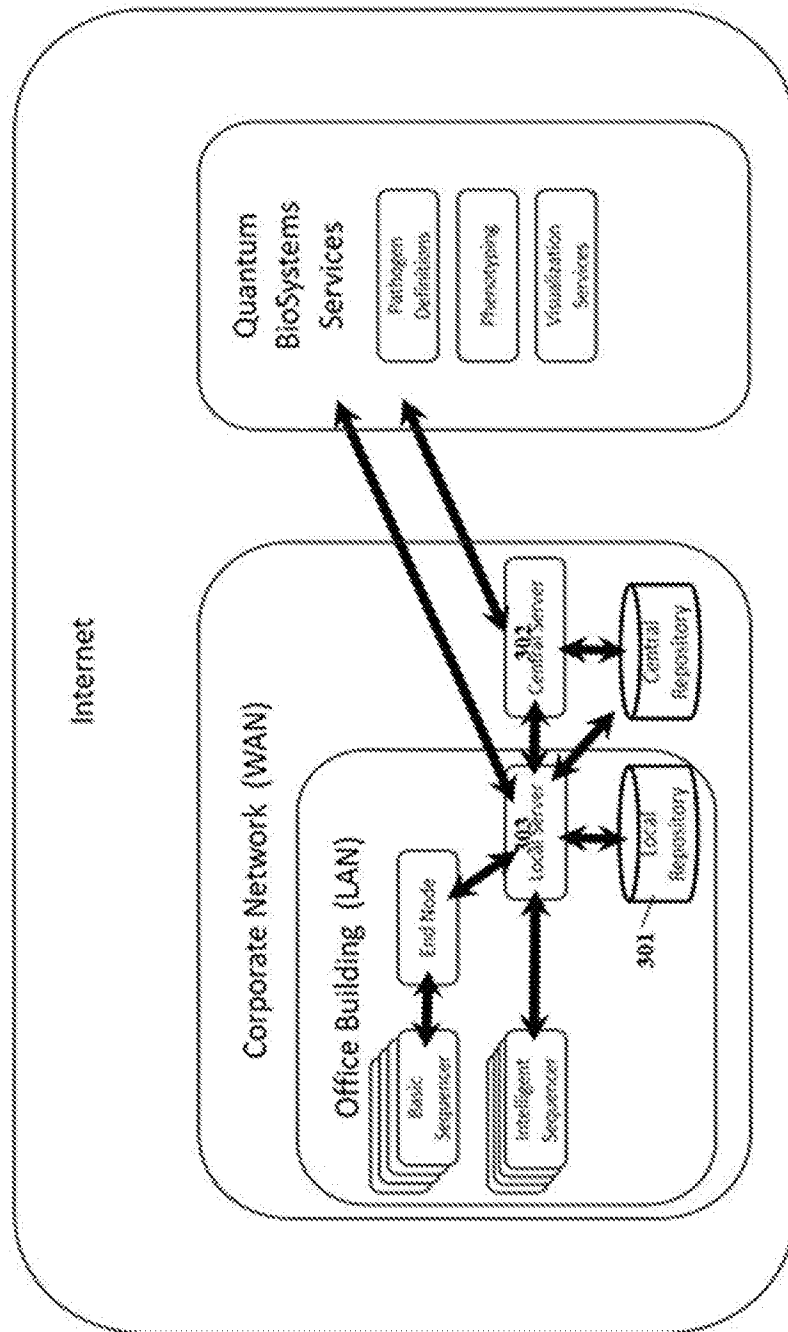 Internet
Corporate Network (WAN)
Office Building (LAN)
Basic
Sequencer
End Node
Intelligent
Sequencer
303
Local Server
302
Central Server
301
Local
Repository
Central
Repository
Quantum
BioSystems
Services
Pathogen
Definitions
Phenotyping
Visualization
Services